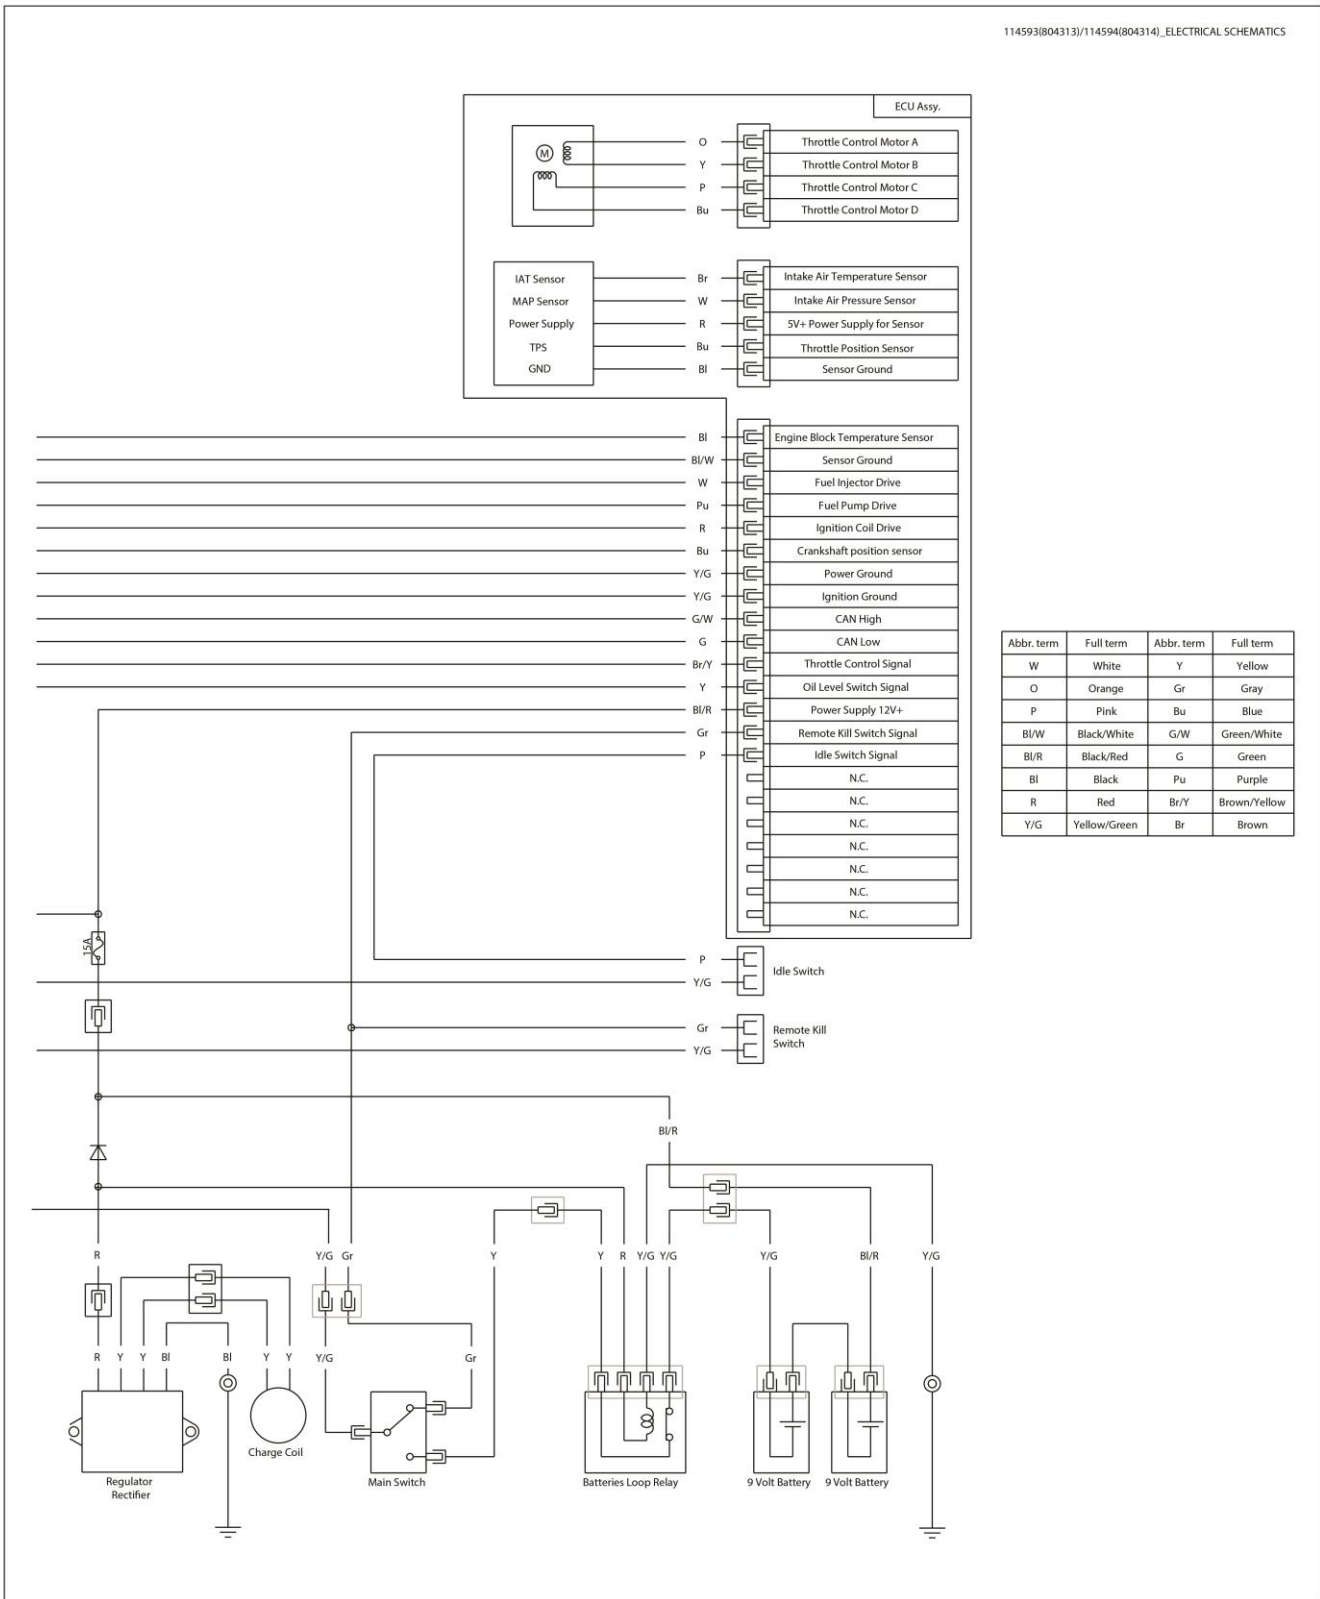 114593(804313)/114594(804314)_ELECTRICAL SCHEMATICS
ECU Assy.
M
O Throttle Control Motor A
Y Throttle Control Motor B
P Throttle Control Motor C
Bu Throttle Control Motor D
IAT Sensor Br Intake Air Temperature Sensor
MAP Sensor W Intake Air Pressure Sensor
Power Supply R 5V+ Power Supply for Sensor
TPS Bu Throttle Position Sensor
GND Bl Sensor Ground
Bl Engine Block Temperature Sensor
Bl/W Sensor Ground
W Fuel Injector Drive
Pu Fuel Pump Drive
R Ignition Coil Drive
Bu Crankshaft position sensor
Y/G Power Ground
Y/G Ignition Ground
G/W CAN High
G CAN Low
Br/Y Throttle Control Signal
Y Oil Level Switch Signal
Bl/R Power Supply 12V+
Gr Remote Kill Switch Signal
P Idle Switch Signal
N.C.
N.C.
N.C.
N.C.
N.C.
N.C.
N.C.
Abbr. term Full term Abbr. term Full term
W White Y Yellow
O Orange Gr Gray
P Pink Bu Blue
Bl/W Black/White G/W Green/White
Bl/R Black/Red G Green
Bl Black Pu Purple
R Red Br/Y Brown/Yellow
Y/G Yellow/Green Br Brown
15A
P
Y/G
Idle Switch
Gr
Y/G
Remote Kill
Switch
Bl/R
R Y/G Gr Y Y R Y/G Y/G Y/G Bl/R Y/G
R Y Y Bl Bl Y Y Y/G Gr
Regulator
Rectifier
Charge Coil
Main Switch
Batteries Loop Relay
9 Volt Battery
9 Volt Battery